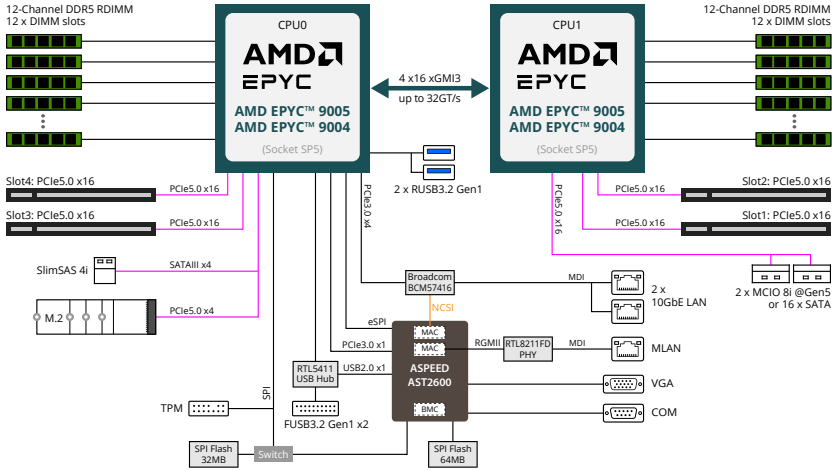 12-Channel DDR5 RDIMM
12 x DIMM slots
CPU0
AMD
EPYC
AMD EPYC™ 9005
AMD EPYC™ 9004
(Socket SP5)
4 x16 xGMI3
up to 32GT/s
CPU1
AMD
EPYC
AMD EPYC™ 9005
AMD EPYC™ 9004
(Socket SP5)
12-Channel DDR5 RDIMM
12 x DIMM slots
2 x RUSB3.2 Gen1
Slot4: PCIe5.0 x16
PCIe5.0 x16
Slot3: PCIe5.0 x16
PCIe5.0 x16
PCIe3.0 x4
PCIe5.0 x16
PCIe5.0 x16
Slot2: PCIe5.0 x16
PCIe5.0 x16
Slot1: PCIe5.0 x16
SlimSAS 4i
SATAIII x4
M.2
PCIe5.0 x4
Broadcom
BCM57416
MDI
2 x
10GbE LAN
2 x MCIO 8i @Gen5
or 16 x SATA
NCSI
eSPI
MAC
PCIe3.0 x1
MAC
RGMII
RTL8211FD
PHY
MDI
MLAN
RTL5411
USB Hub
USB2.0 x1
ASPEED
AST2600
VGA
SPI
TPM
FUSB3.2 Gen1 x2
BMC
COM
SPI Flash
32MB
Switch
SPI Flash
64MB